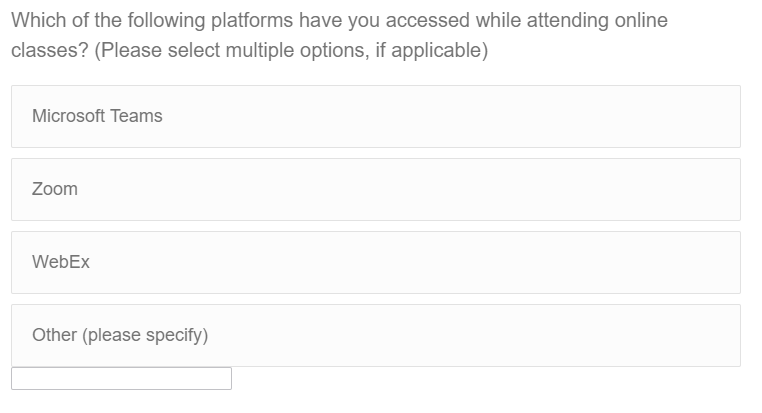 Which of the following platforms have you accessed while attending online
classes? (Please select multiple options, if applicable)
Microsoft Teams
Zoom
WebEx
Other (please specify)